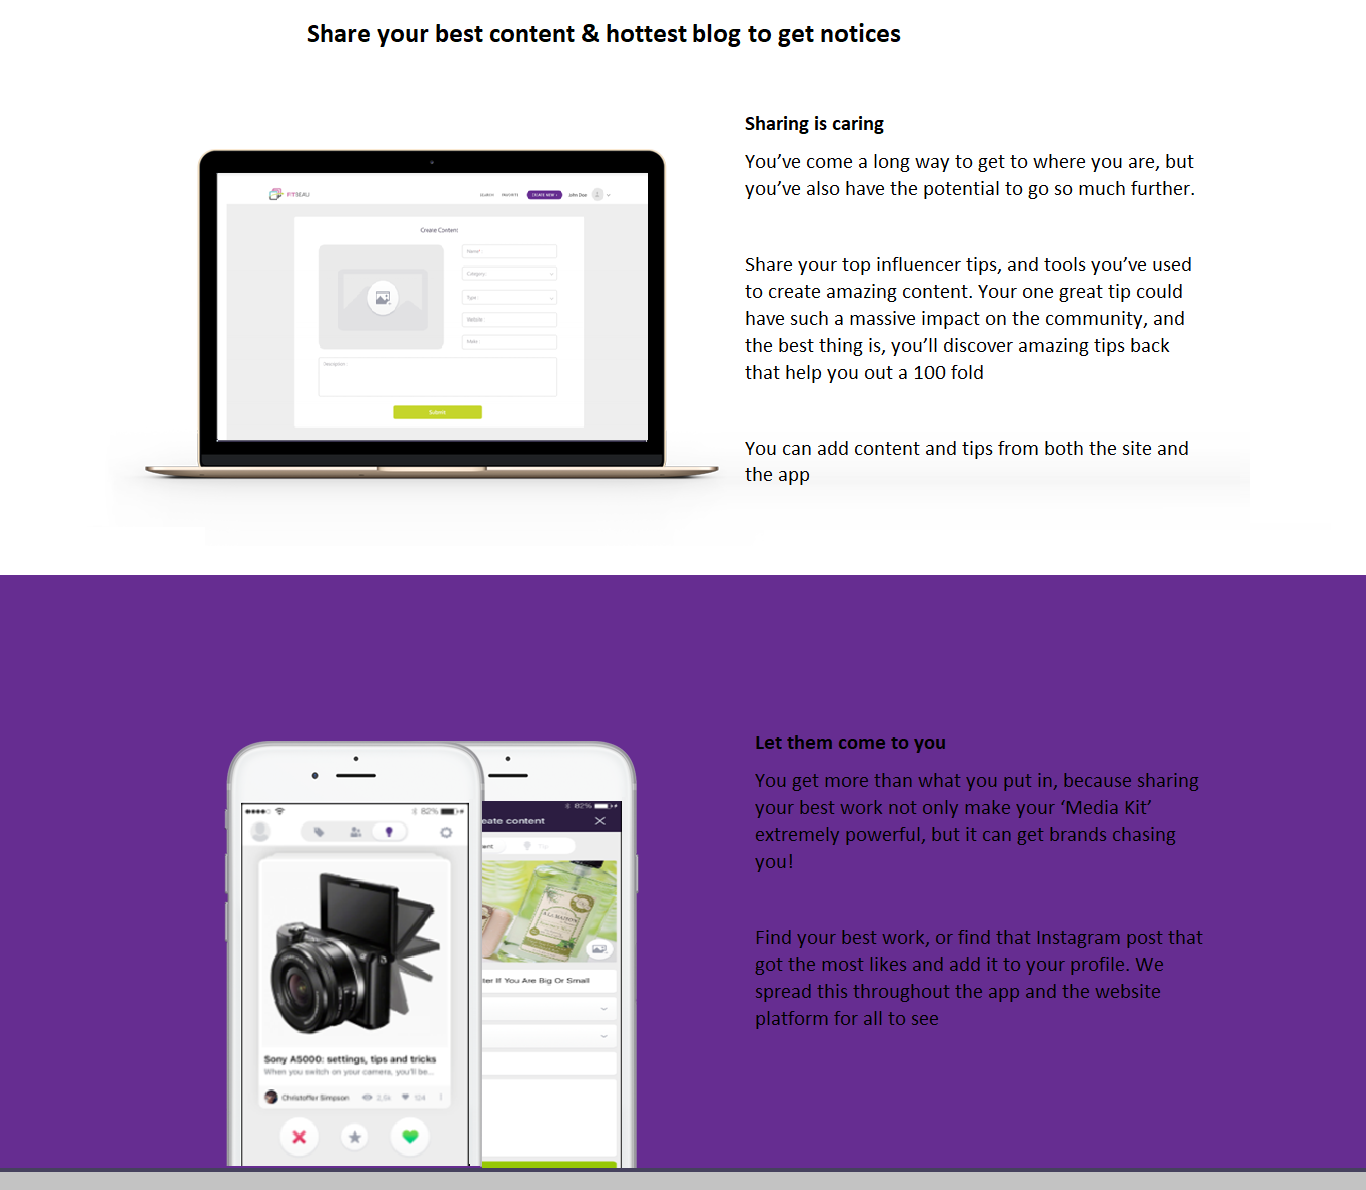 Share your best content & hottest blog to get notices
Sharing is caring
You’ve come a long way to get to where you are, but
you’ve also have the potential to go so much further.
Share your top influencer tips, and tools you’ve used
to create amazing content. Your one great tip could
have such a massive impact on the community, and
the best thing is, you’ll discover amazing tips back
that help you out a 100 fold
You can add content and tips from both the site and
the app
FITBEAU
SEARCH FAVORITE CREATE NEW John Doe
Create Content
Name* :
Category :
Type :
Website :
Make :
Description :
Submit
Let them come to you
You get more than what you put in, because sharing
your best work not only make your ‘Media Kit’
extremely powerful, but it can get brands chasing
you!
Find your best work, or find that Instagram post that
got the most likes and add it to your profile. We
spread this throughout the app and the website
platform for all to see
82%
Sony A5000: settings, tips and tricks
When you switch on your camera, you'll be...
Christoffer Simpson 2,5k 124
82%
eate content
ent Tip
A LA MAISON
ter If You Are Big Or Small